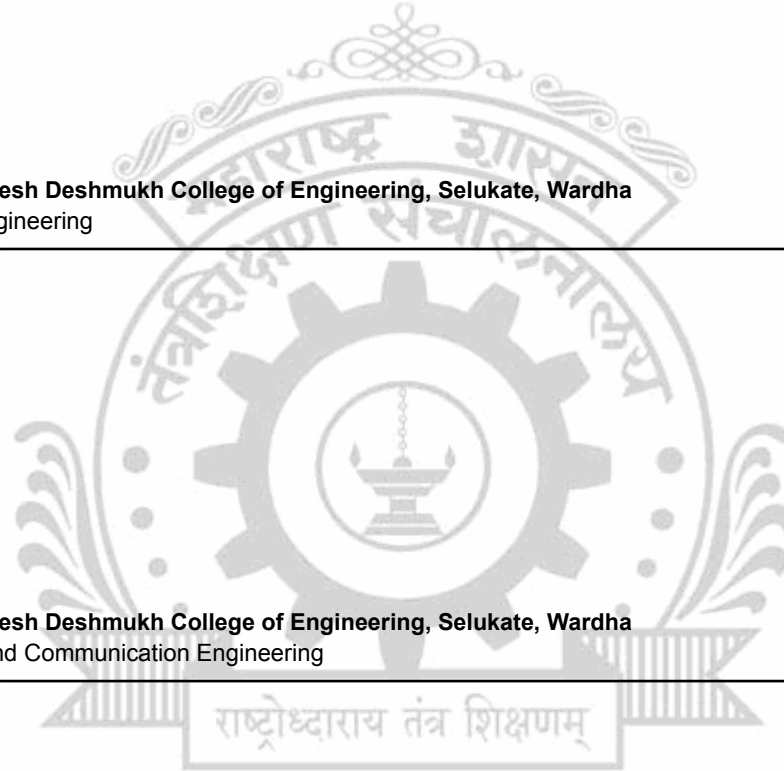 महाराष्ट्र शासन
esh Deshmukh College of Engineering, Selukate, Wardha
gineering
तंत्रशिक्षण संचालनालय
esh Deshmukh College of Engineering, Selukate, Wardha
nd Communication Engineering
राष्ट्रोध्दाराय तंत्र शिक्षणम्